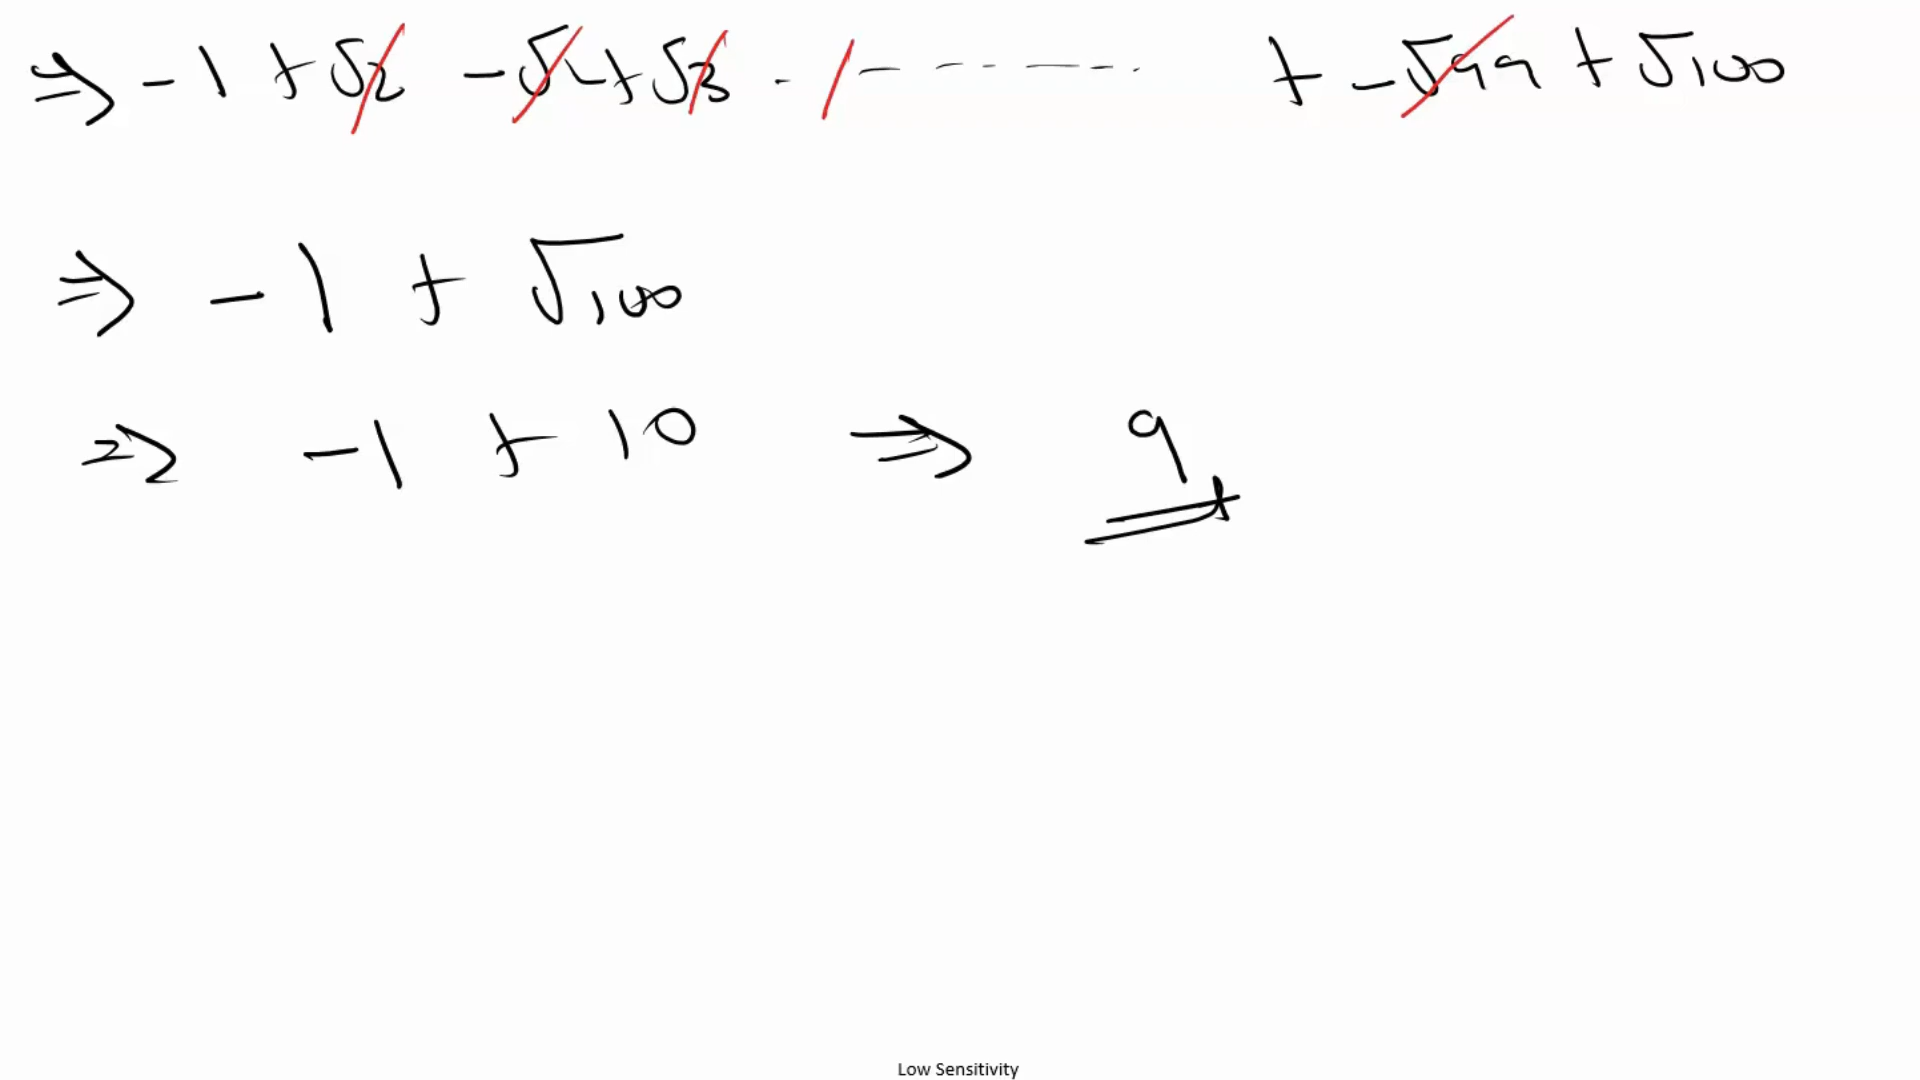 ⇒ -1 + √2 - √2 + √3 - - - - - - - + - √99 + √100
⇒ -1 + √100
⇒ -1 + 10 ⇒ 9
Low Sensitivity